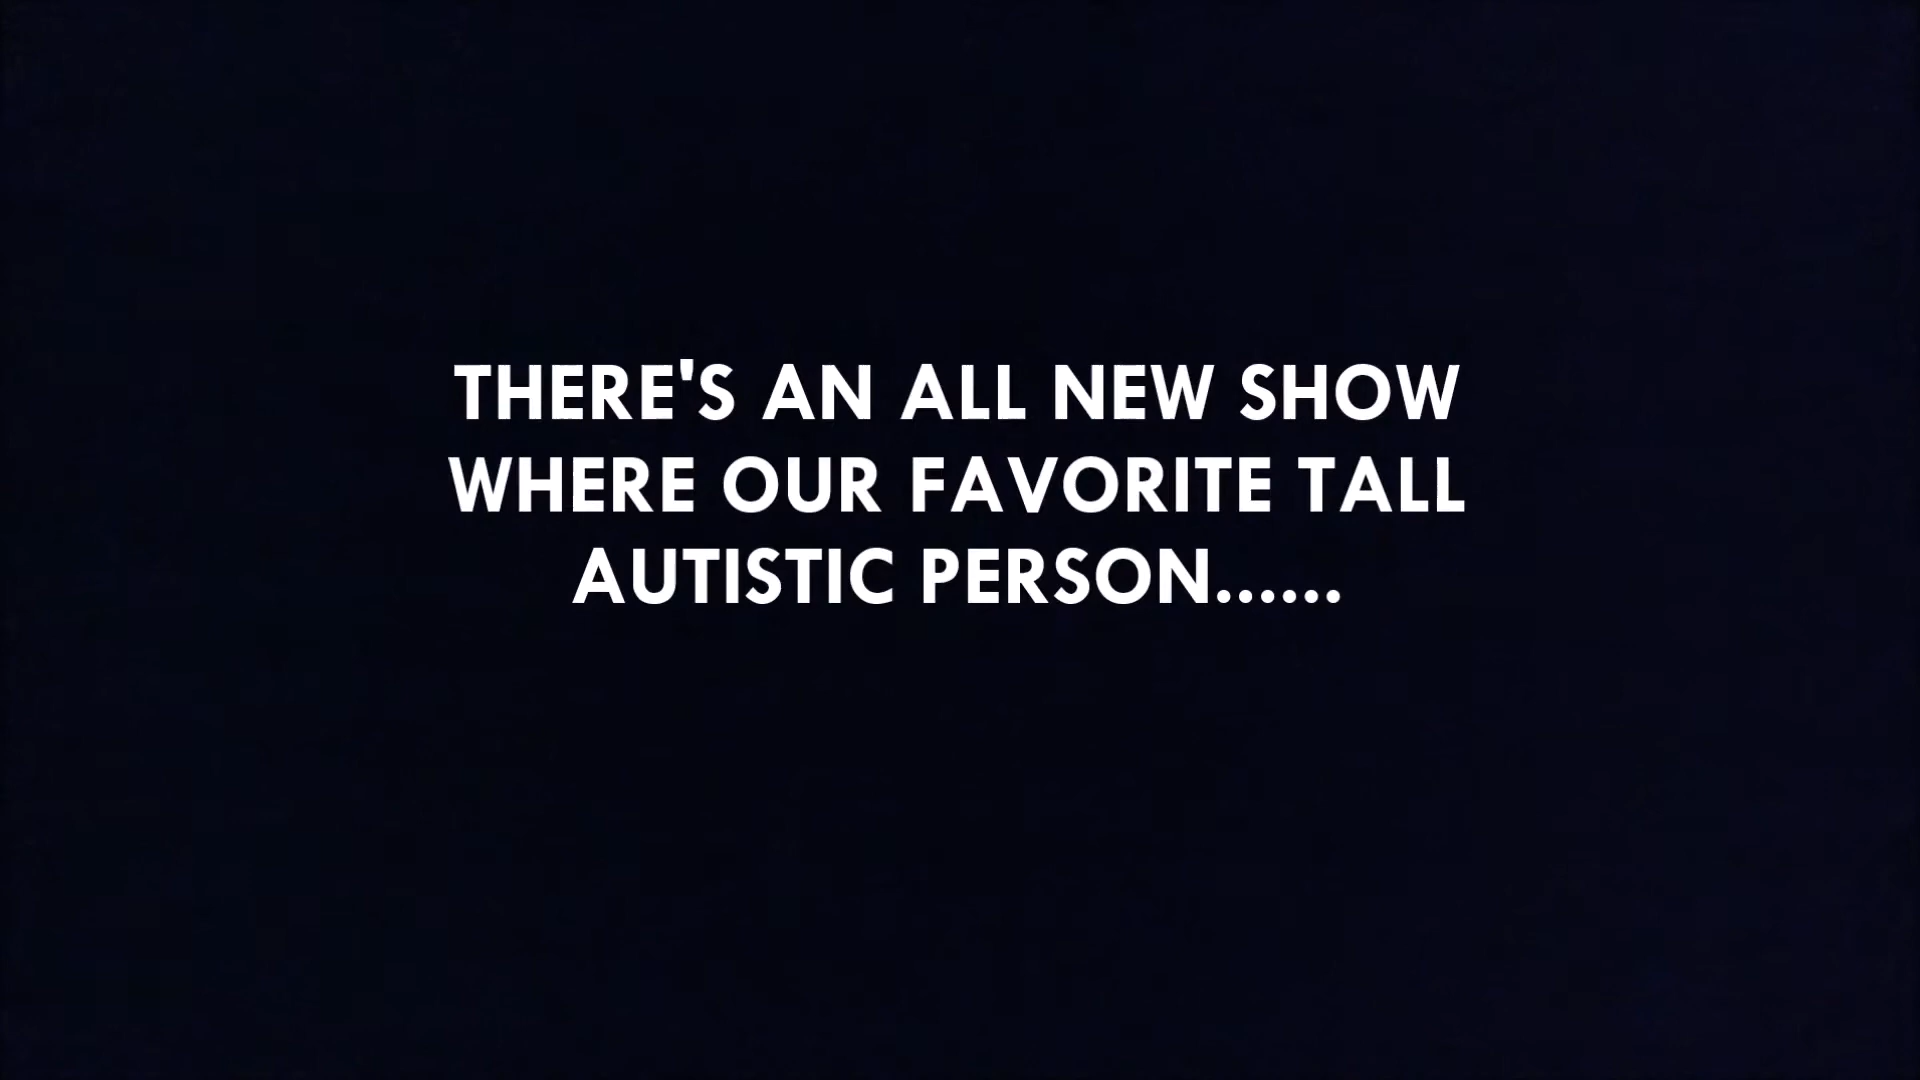 THERE'S AN ALL NEW SHOW
WHERE OUR FAVORITE TALL
AUTISTIC PERSON......